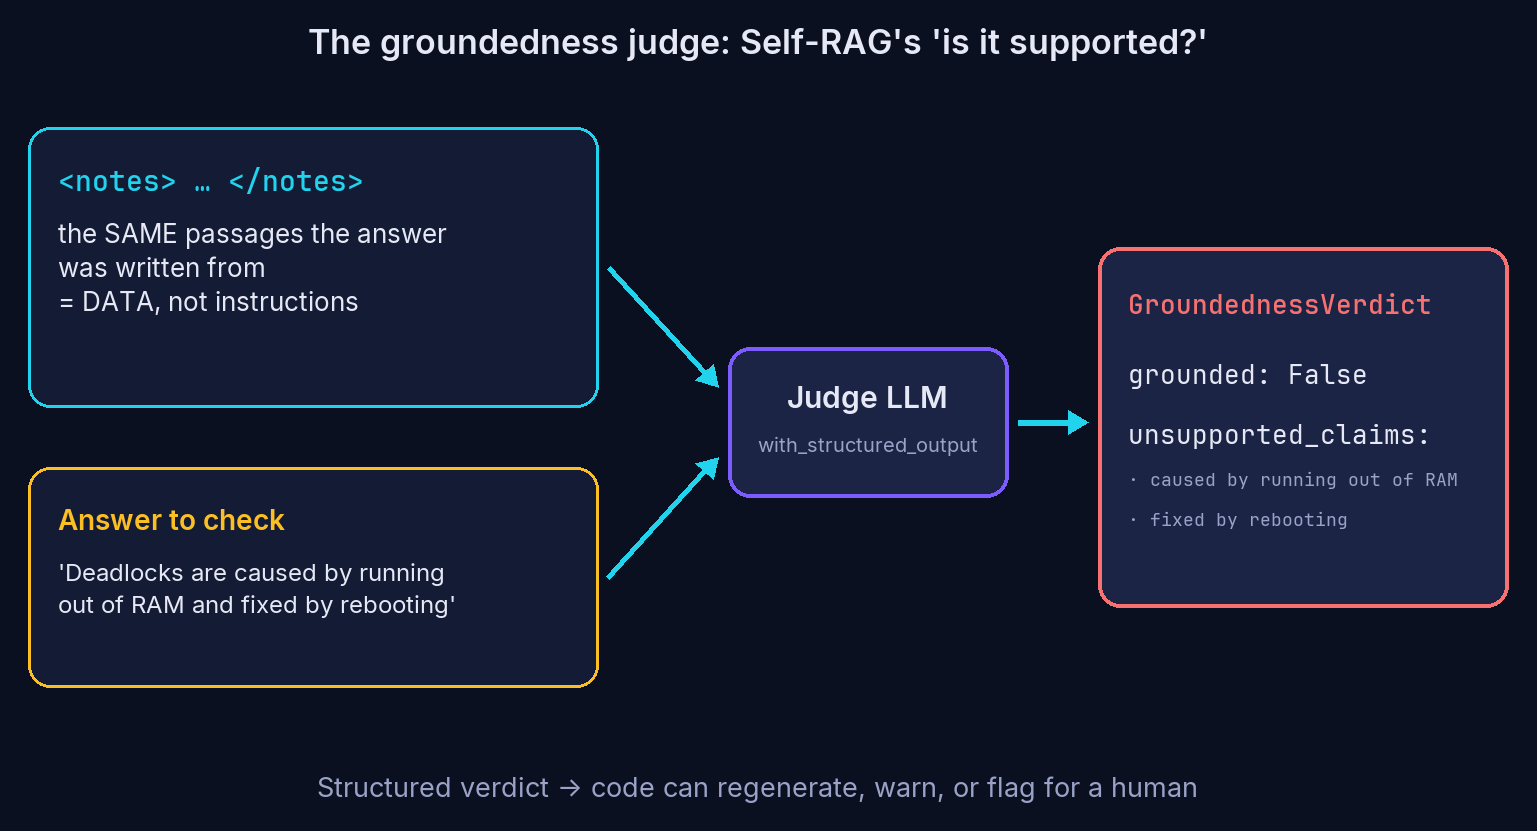 The groundedness judge: Self-RAG's 'is it supported?'
<notes> … </notes>
the SAME passages the answer
was written from
= DATA, not instructions
Answer to check
'Deadlocks are caused by running
out of RAM and fixed by rebooting'
Judge LLM
with_structured_output
GroundednessVerdict
grounded: False
unsupported_claims:
· caused by running out of RAM
· fixed by rebooting
Structured verdict → code can regenerate, warn, or flag for a human